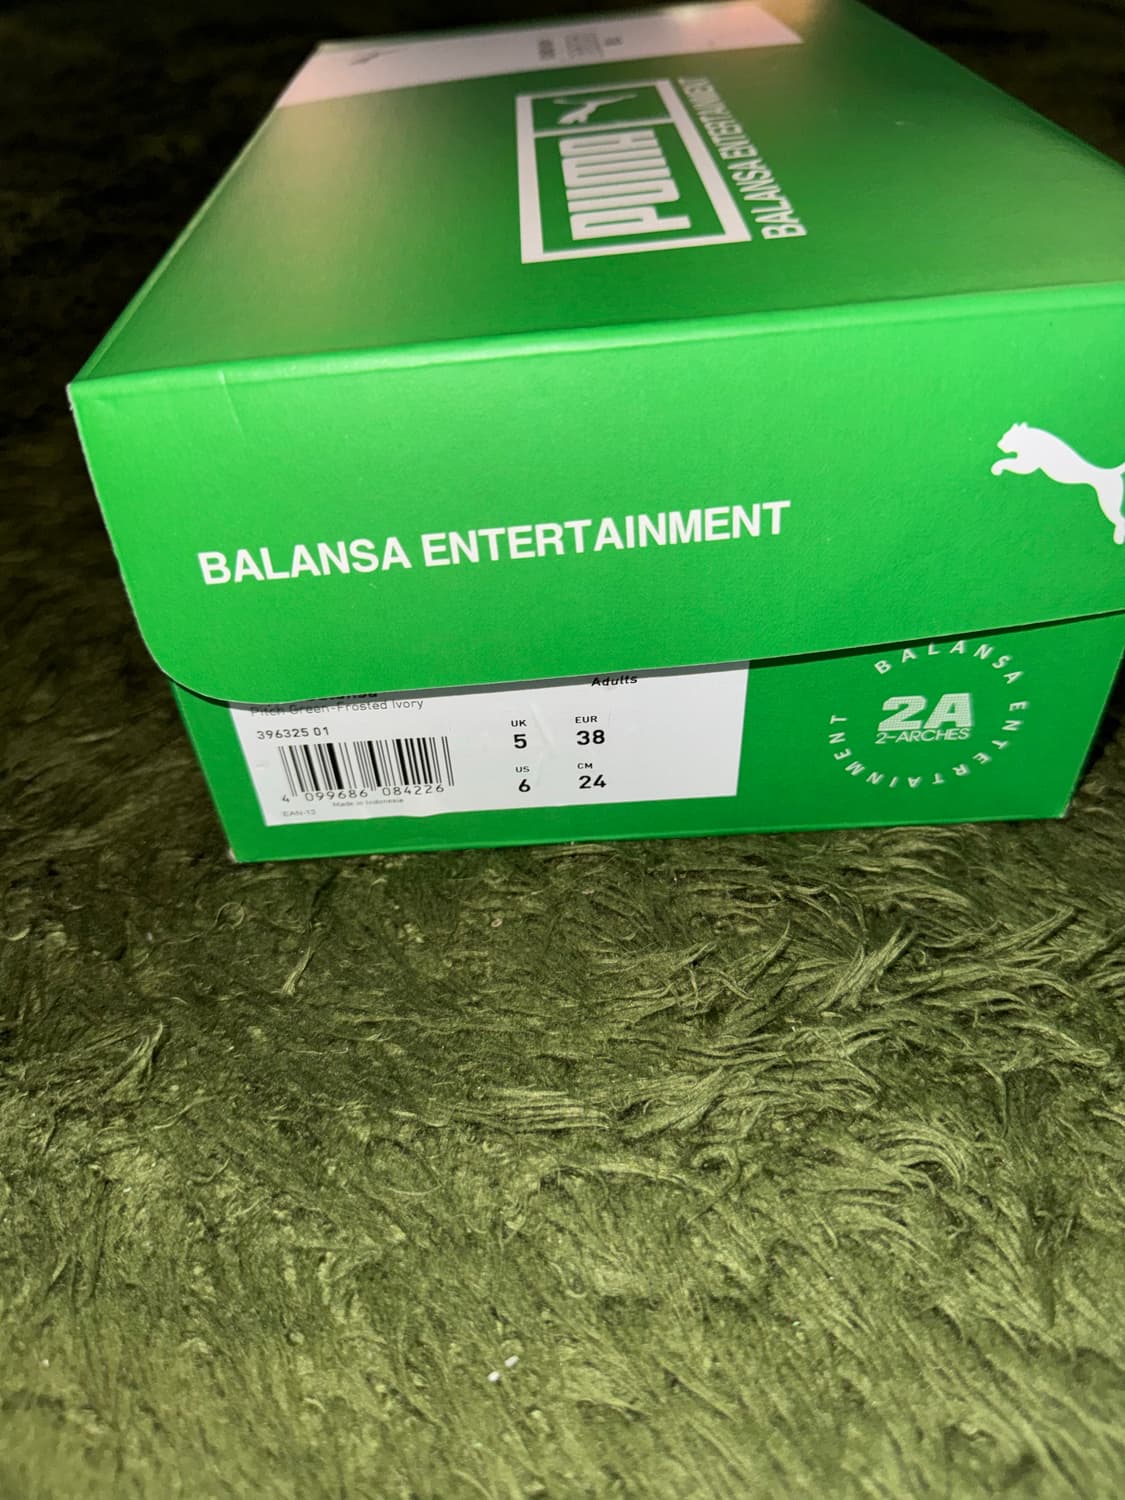 PUMA
BALANSA ENTERTAINMENT
BALANSA ENTERTAINMENT
Adults
Pitch Green-Frosted Ivory
396325 01
UK
5
EUR
38
US
6
CM
24
4 099686 084226
Made in Indonesia
EAN-13
BALANSA ENTERTAINMENT
2A
2-ARCHES